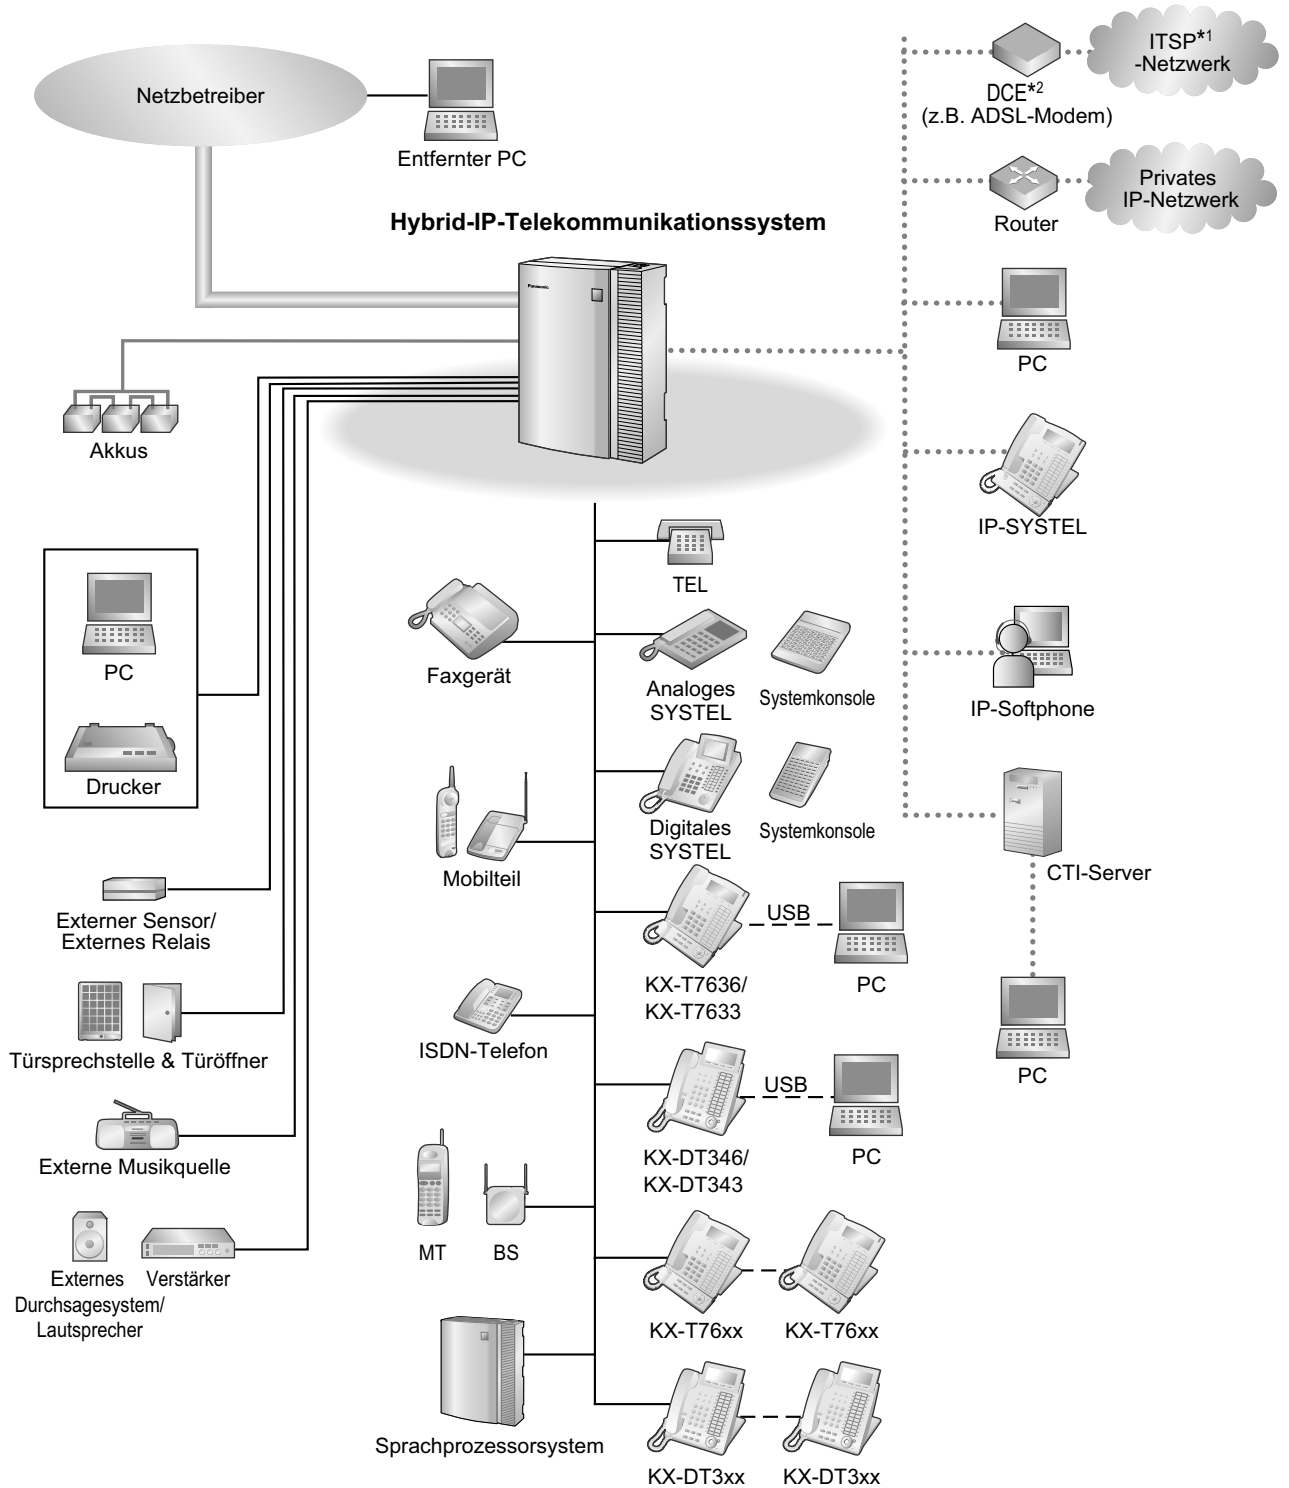 Netzbetreiber
Entfernter PC
ITSP*1
-Netzwerk
DCE*2
(z.B. ADSL-Modem)
Privates
IP-Netzwerk
Router
Hybrid-IP-Telekommunikationssystem
Panasonic
PC
Akkus
IP-SYSTEL
TEL
PC
Drucker
Faxgerät
Analoges
SYSTEL
Systemkonsole
IP-Softphone
Digitales
SYSTEL
Systemkonsole
Mobilteil
CTI-Server
Externer Sensor/
Externes Relais
USB
KX-T7636/
KX-T7633
PC
Türsprechstelle & Türöffner
ISDN-Telefon
PC
USB
KX-DT346/
KX-DT343
PC
Externe Musikquelle
MT
BS
Externes
Durchsagesystem/
Lautsprecher
Verstärker
KX-T76xx
KX-T76xx
Sprachprozessorsystem
KX-DT3xx
KX-DT3xx